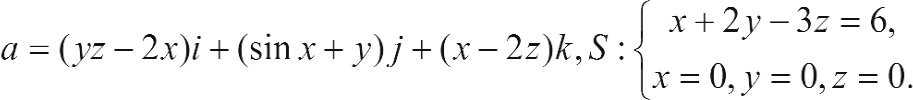 a = (yz − 2x)i + (sin x + y)j + (x − 2z)k, S : { x + 2y − 3z = 6,
x = 0, y = 0, z = 0.